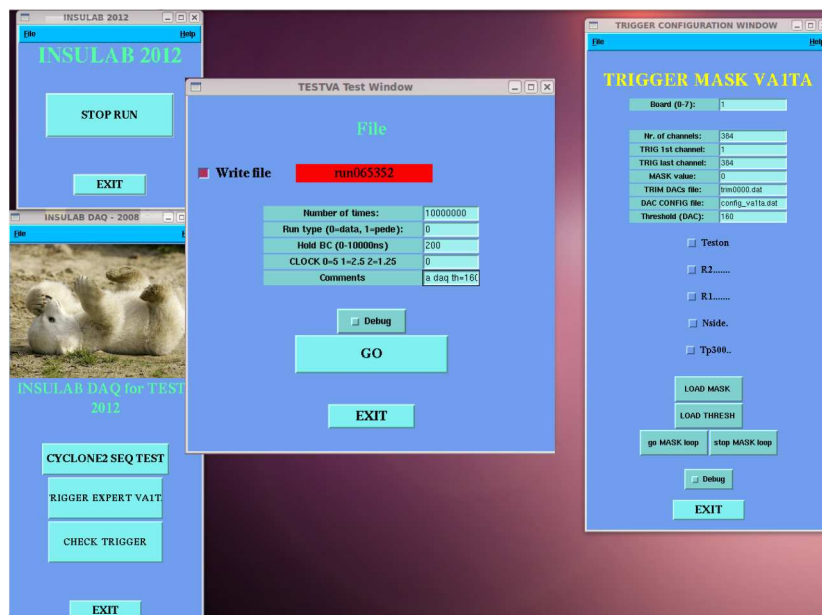 INSULAB 2012
File Help
INSULAB 2012
STOP RUN
EXIT
INSULAB DAQ - 2008
File
INSULAB DAQ for TEST
2012
CYCLONE2 SEQ TEST
RIGGER EXPERT VA1T.
CHECK TRIGGER
EXIT
TESTVA Test Window
File
Write file run065352
Number of times: 10000000
Run type (0=data, 1=pede): 0
Hold BC (0-10000ns) 200
CLOCK 0=5 1=2.5 2=1.25 0
Comments a daq th=160
Debug
GO
EXIT
TRIGGER CONFIGURATION WINDOW
File Help
TRIGGER MASK VA1TA
Board (0-7): 1
Nr. of channels: 384
TRIG 1st channel: 1
TRIG last channel: 384
MASK value: 0
TRIM DACs file: trim0000.dat
DAC CONFIG file: config_va1ta.dat
Threshold (DAC): 160
Teston
R2.......
R1.......
Nside.
Tp300..
LOAD MASK
LOAD THRESH
go MASK loop stop MASK loop
Debug
EXIT